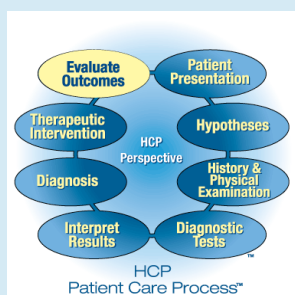 Evaluate
Outcomes
Patient
Presentation
Therapeutic
Intervention
Hypotheses
HCP
Perspective
Diagnosis
History &
Physical
Examination
Interpret
Results
Diagnostic
Tests
™
HCP
Patient Care Process™